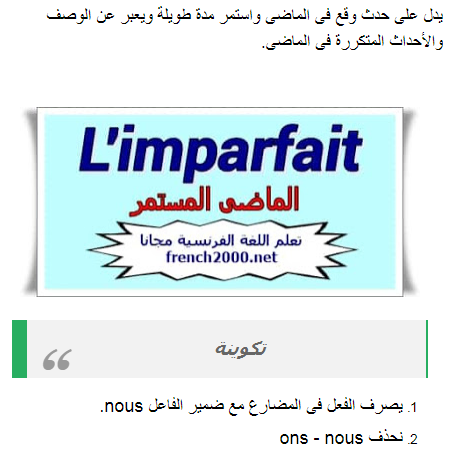 يدل على حدث وقع فى الماضى واستمر مدة طويلة ويعبر عن الوصف
والأحداث المتكررة فى الماضى.
L'imparfait
الماضى المستمر
تعلم اللغة الفرنسية مجانا
french2000.net
تكوينة
1. يصرف الفعل فى المضارع مع ضمير الفاعل nous.
2. نحذف ons - nous